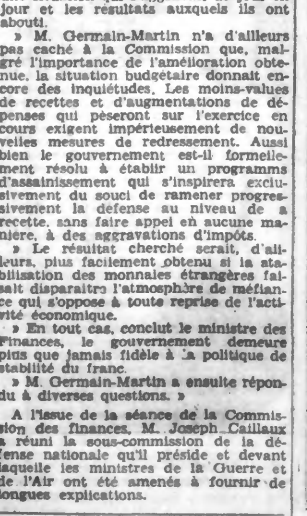 jour et les résultats auxquels ils ont
abouti.
» M. Germain-Martin n'a d'ailleurs
pas caché à la Commission que, mal-
gré l'importance de l'amélioration obte-
nue, la situation budgétaire donnait en-
core des inquiétudes. Les moins-values
de recettes et d'augmentations de dé-
penses qui pèseront sur l'exercice en
cours exigent impérieusement de nou-
velles mesures de redressement. Aussi
bien le gouvernement est-il formelle-
ment résolu à établir un programm
d'assainissement qui s'inspirera exclu-
sivement du souci de ramener progres-
sivement la défense au niveau de a
recette, sans faire appel en aucune ma-
nière, à des aggravations d'impôts.
» Le résultat cherché serait, d'ail-
leurs, plus facilement obtenu si la sta-
bilisation des monnaies étrangères fai-
sait disparaître l'atmosphère de méfian-
ce qui s'oppose à toute reprise de l'acti-
vité économique.
» En tout cas, conclut le ministre des
Finances, le gouvernement demeure
plus que jamais fidèle à la politique de
stabilité du franc.
» M. Germain-Martin a ensuite répon-
du à diverses questions. »
A l'issue de la séance de la Commis-
sion des finances, M. Joseph Caillaux
a réuni la sous-commission de la dé-
fense nationale qu'il préside et devant
laquelle les ministres de la Guerre et
de l'Air ont été amenés à fournir de
longues explications.